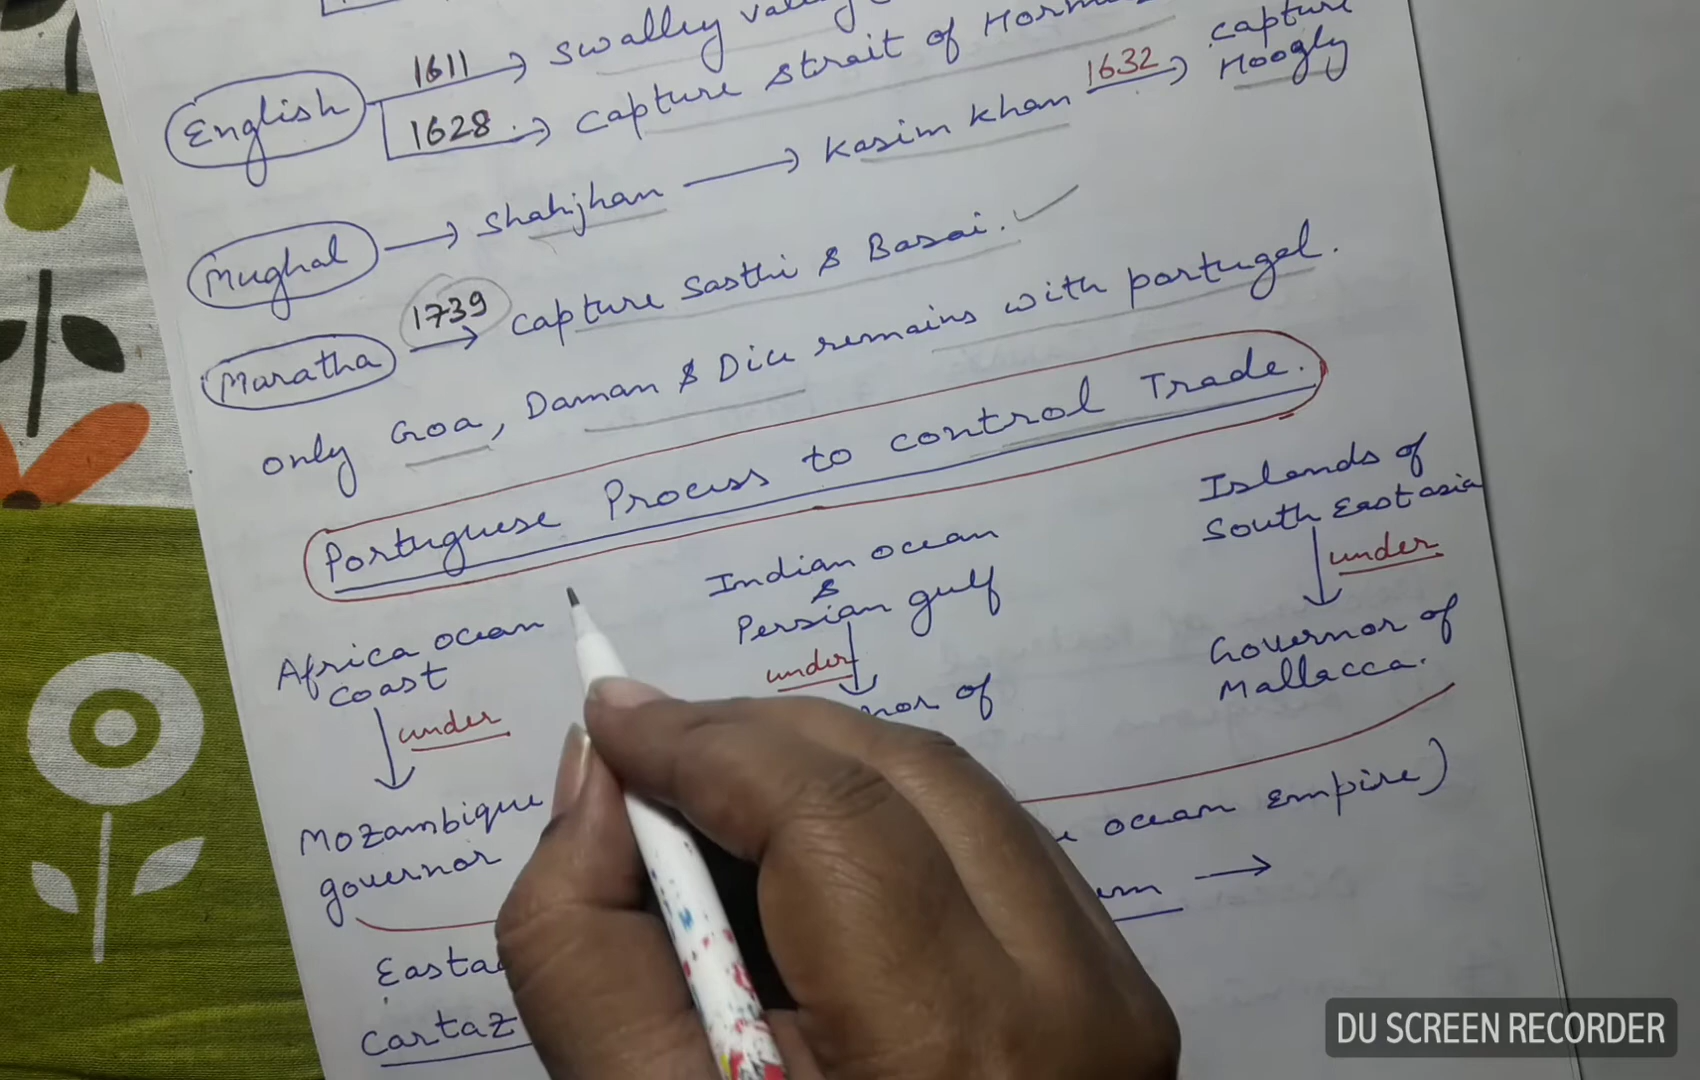 English 1611 → Swalley
1628 → capture strait of
Mughal → Shahjhan → Kasim Khan 1632 → capture Hoogly
Maratha 1739 → capture Sasthi & Basai.
only Goa, Daman & Diu remains with portugal.
Portuguese Process to control Trade.
Africa ocean
coast
under
Mozambique
governor
Indian ocean
&
Persian gulf
under
of
Islands of
South East asia
under
Governor of
Mallacca.
ocean Empire)
→
cartaz
DU SCREEN RECORDER